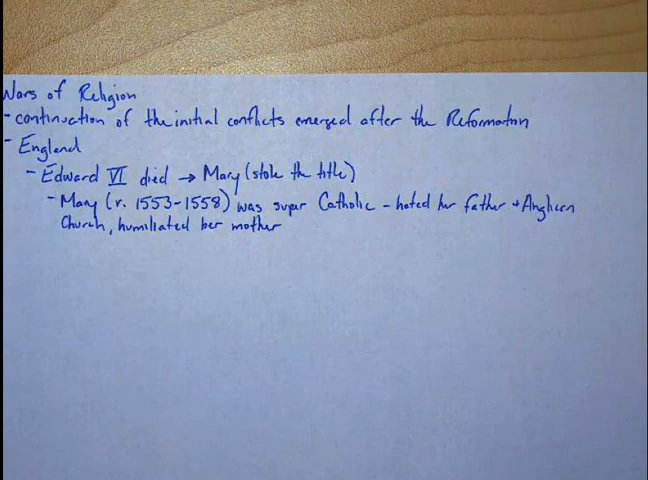 Wars of Religion
- continuation of the initial conflicts emerged after the Reformation
- England
- Edward VI died → Mary (stole the title)
- Mary (r. 1553-1558) was super Catholic - hated her father + Anglican
Church, humiliated her mother